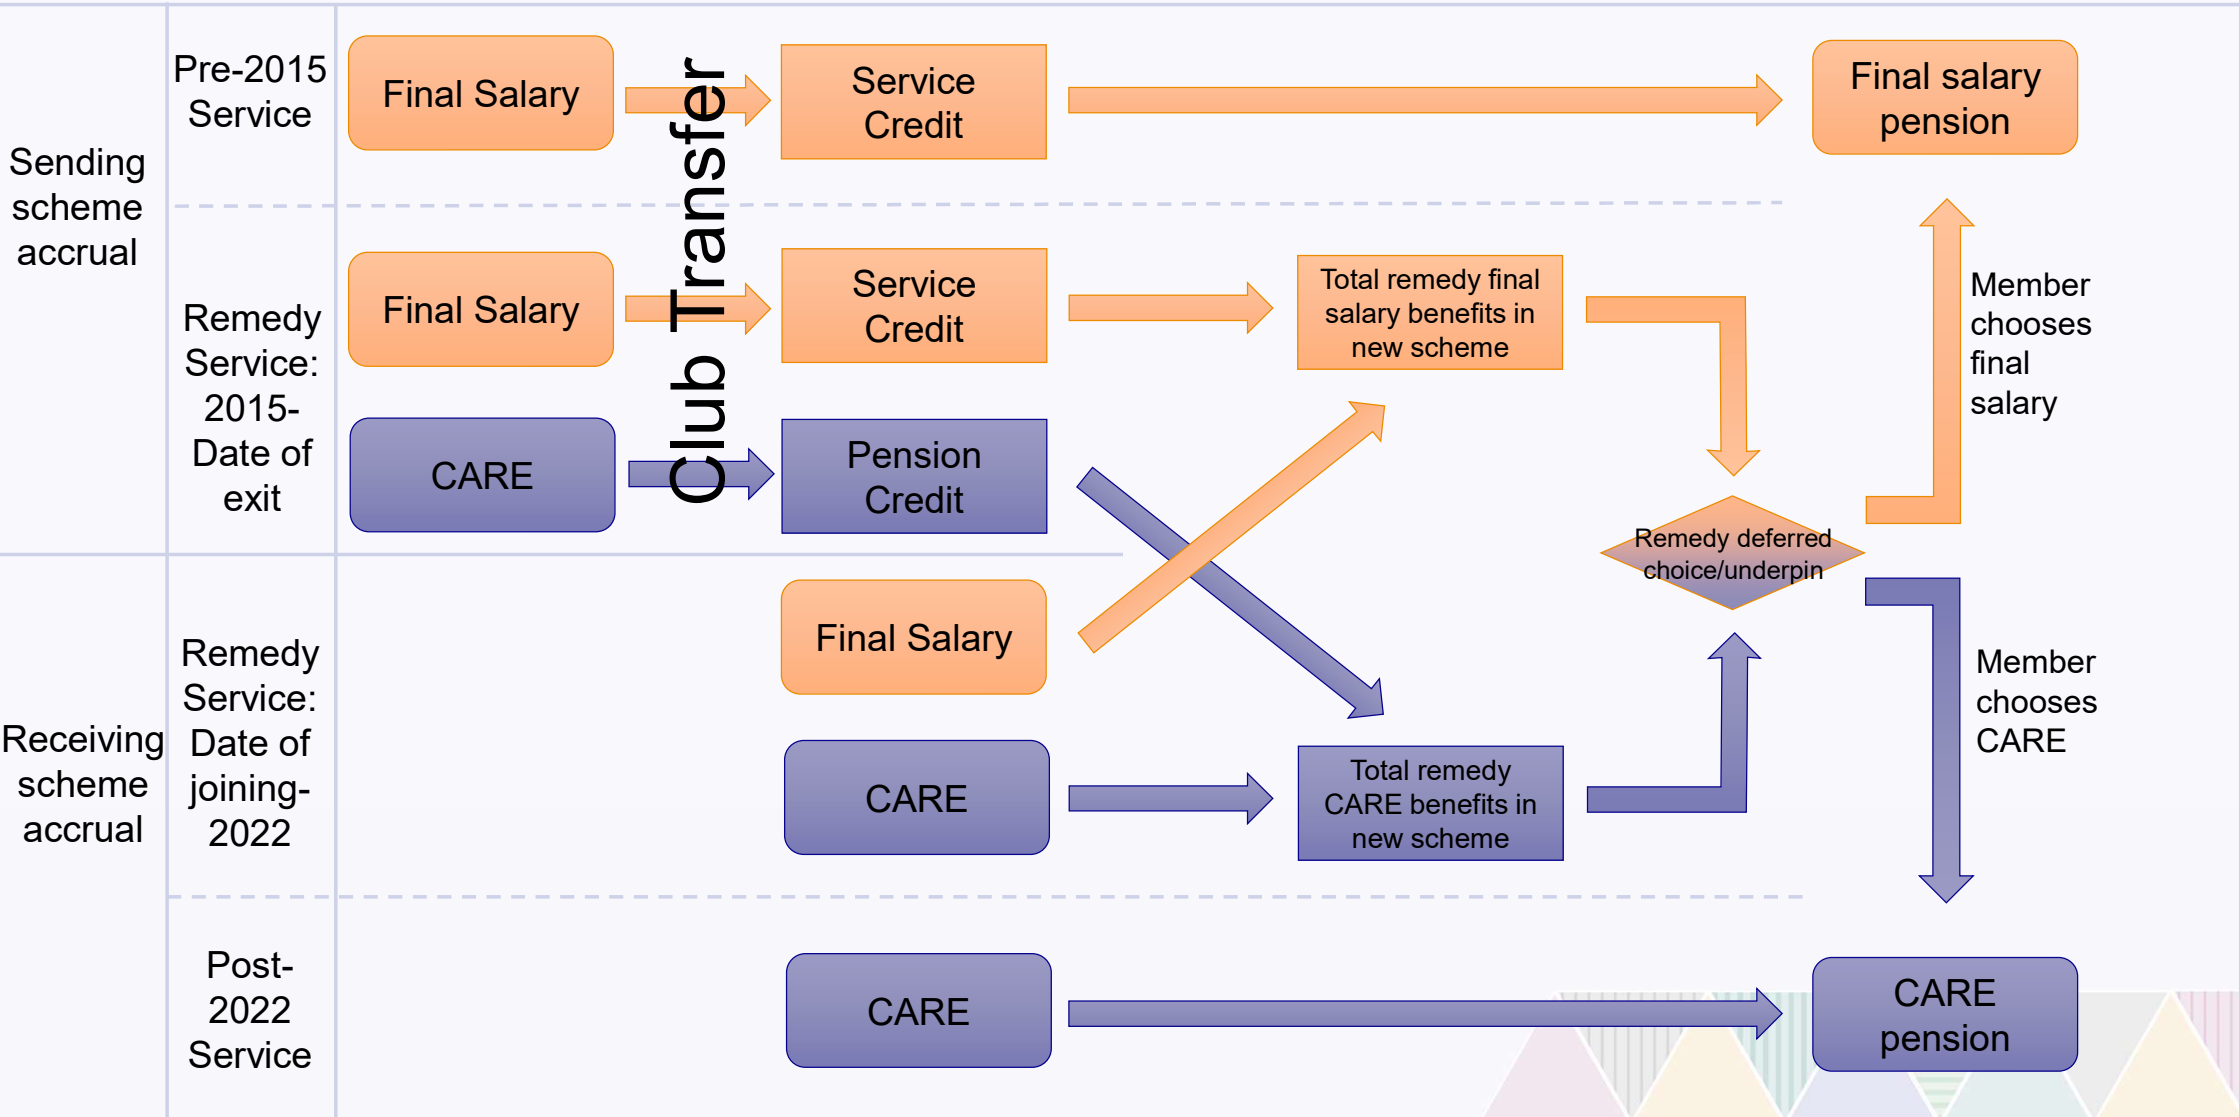 Sending
scheme
accrual
Pre-2015
Service
Final Salary
Club Transfer
Service
Credit
Final salary
pension
Remedy
Service:
2015-
Date of
exit
Final Salary
Service
Credit
Total remedy final
salary benefits in
new scheme
CARE
Pension
Credit
Remedy deferred
choice/underpin
Member
chooses
final
salary
Receiving
scheme
accrual
Remedy
Service:
Date of
joining-
2022
Final Salary
CARE
Total remedy
CARE benefits in
new scheme
Member
chooses
CARE
Post-
2022
Service
CARE
CARE
pension